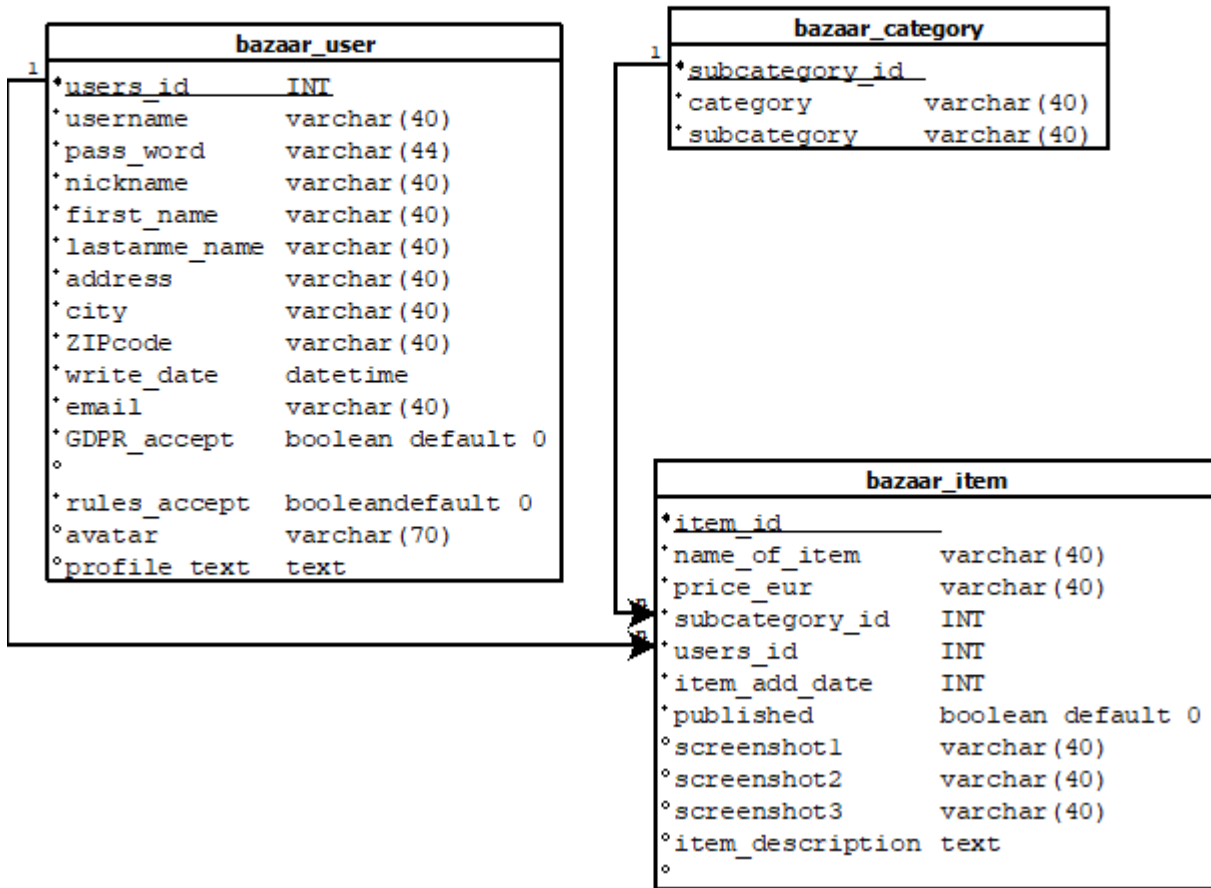 bazaar_user
1
users_id INT
username varchar(40)
pass_word varchar(44)
nickname varchar(40)
first_name varchar(40)
lastanme_name varchar(40)
address varchar(40)
city varchar(40)
ZIPcode varchar(40)
write_date datetime
email varchar(40)
GDPR_accept boolean default 0
rules_accept booleandefault 0
avatar varchar(70)
profile_text text
bazaar_category
1
subcategory_id
category varchar(40)
subcategory varchar(40)
bazaar_item
item_id
name_of_item varchar(40)
price_eur varchar(40)
subcategory_id INT
users_id INT
item_add_date INT
published boolean default 0
screenshot1 varchar(40)
screenshot2 varchar(40)
screenshot3 varchar(40)
item_description text